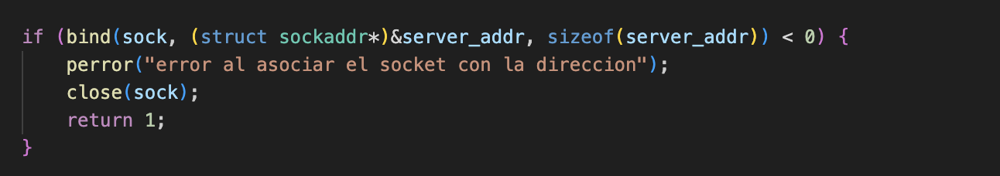 if (bind(sock, (struct sockaddr*)&server_addr, sizeof(server_addr)) < 0) {
    perror("error al asociar el socket con la direccion");
    close(sock);
    return 1;
}